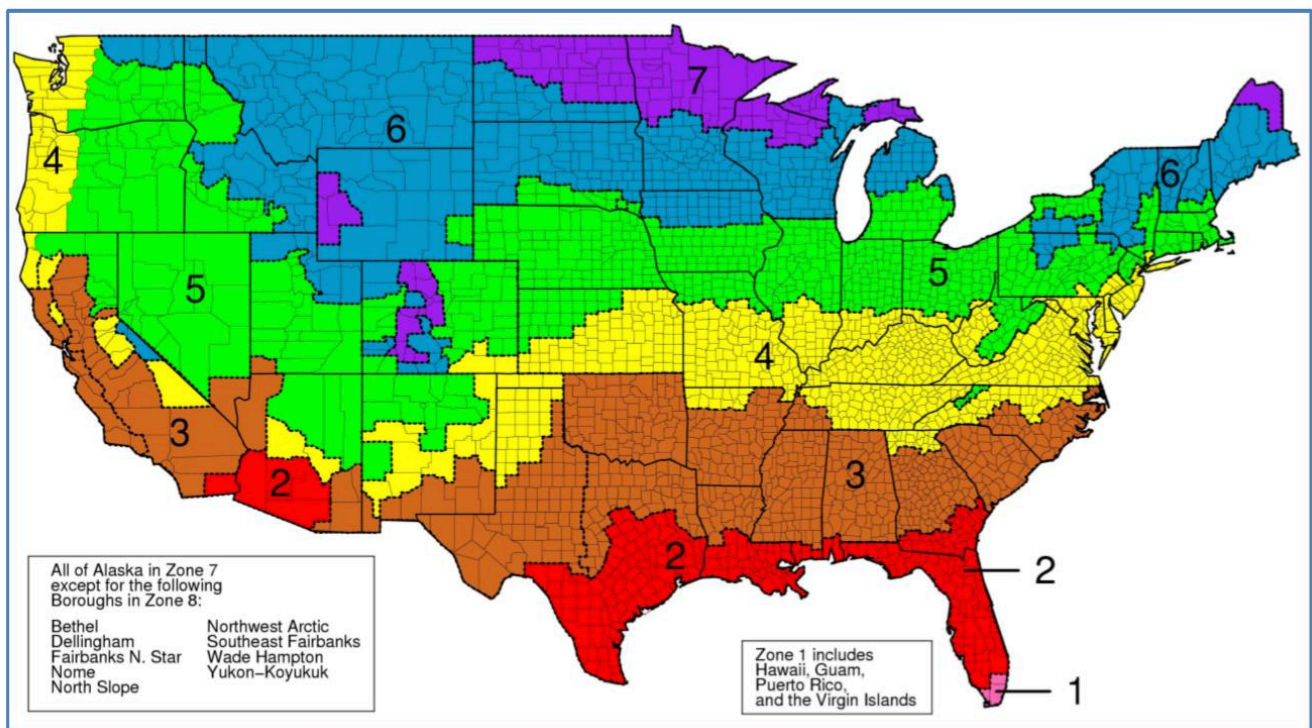 7
6
4
6
5
5
4
3
3
2
2
2
1
All of Alaska in Zone 7
except for the following
Boroughs in Zone 8:
Bethel Northwest Arctic
Dellingham Southeast Fairbanks
Fairbanks N. Star Wade Hampton
Nome Yukon-Koyukuk
North Slope
Zone 1 includes
Hawaii, Guam,
Puerto Rico,
and the Virgin Islands